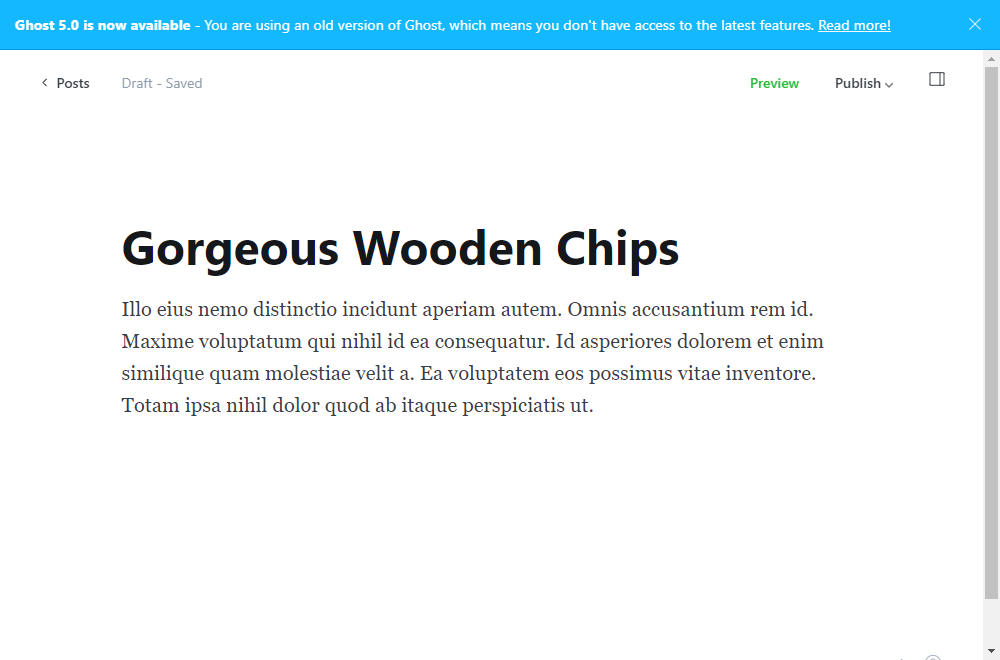 Ghost 5.0 is now available - You are using an old version of Ghost, which means you don't have access to the latest features. Read more!
Posts
Draft - Saved
Preview
Publish
Gorgeous Wooden Chips
Illo eius nemo distinctio incidunt aperiam autem. Omnis accusantium rem id.
Maxime voluptatum qui nihil id ea consequatur. Id asperiores dolorem et enim
similique quam molestiae velit a. Ea voluptatem eos possimus vitae inventore.
Totam ipsa nihil dolor quod ab itaque perspiciatis ut.